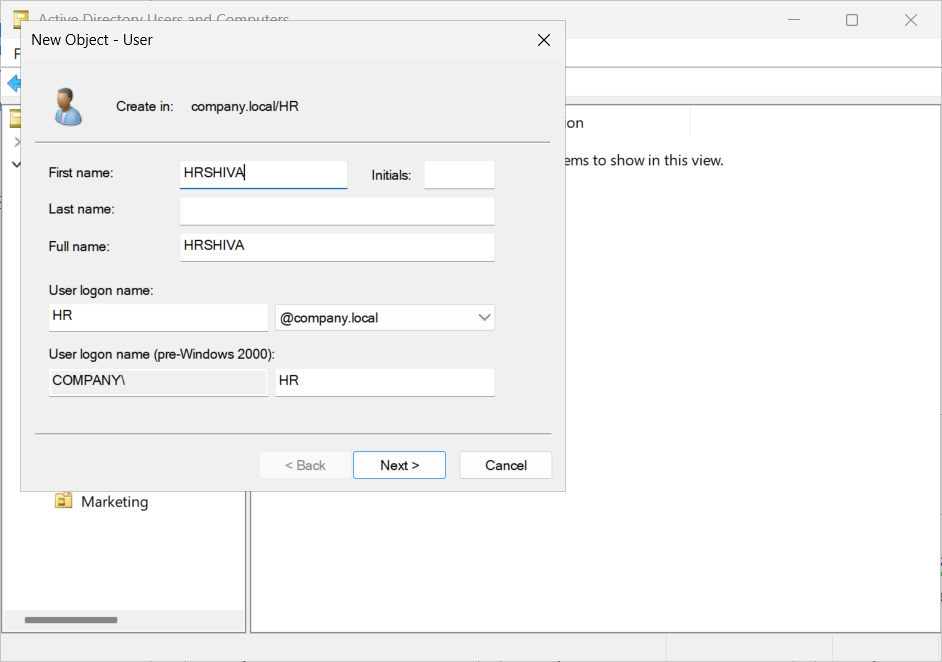 Active Directory Users and Computers
New Object - User
F
Create in: company.local/HR
on
ems to show in this view.
First name: HRSHIVA Initials:
Last name:
Full name: HRSHIVA
User logon name:
HR @company.local
User logon name (pre-Windows 2000):
COMPANY\ HR
< Back Next > Cancel
Marketing